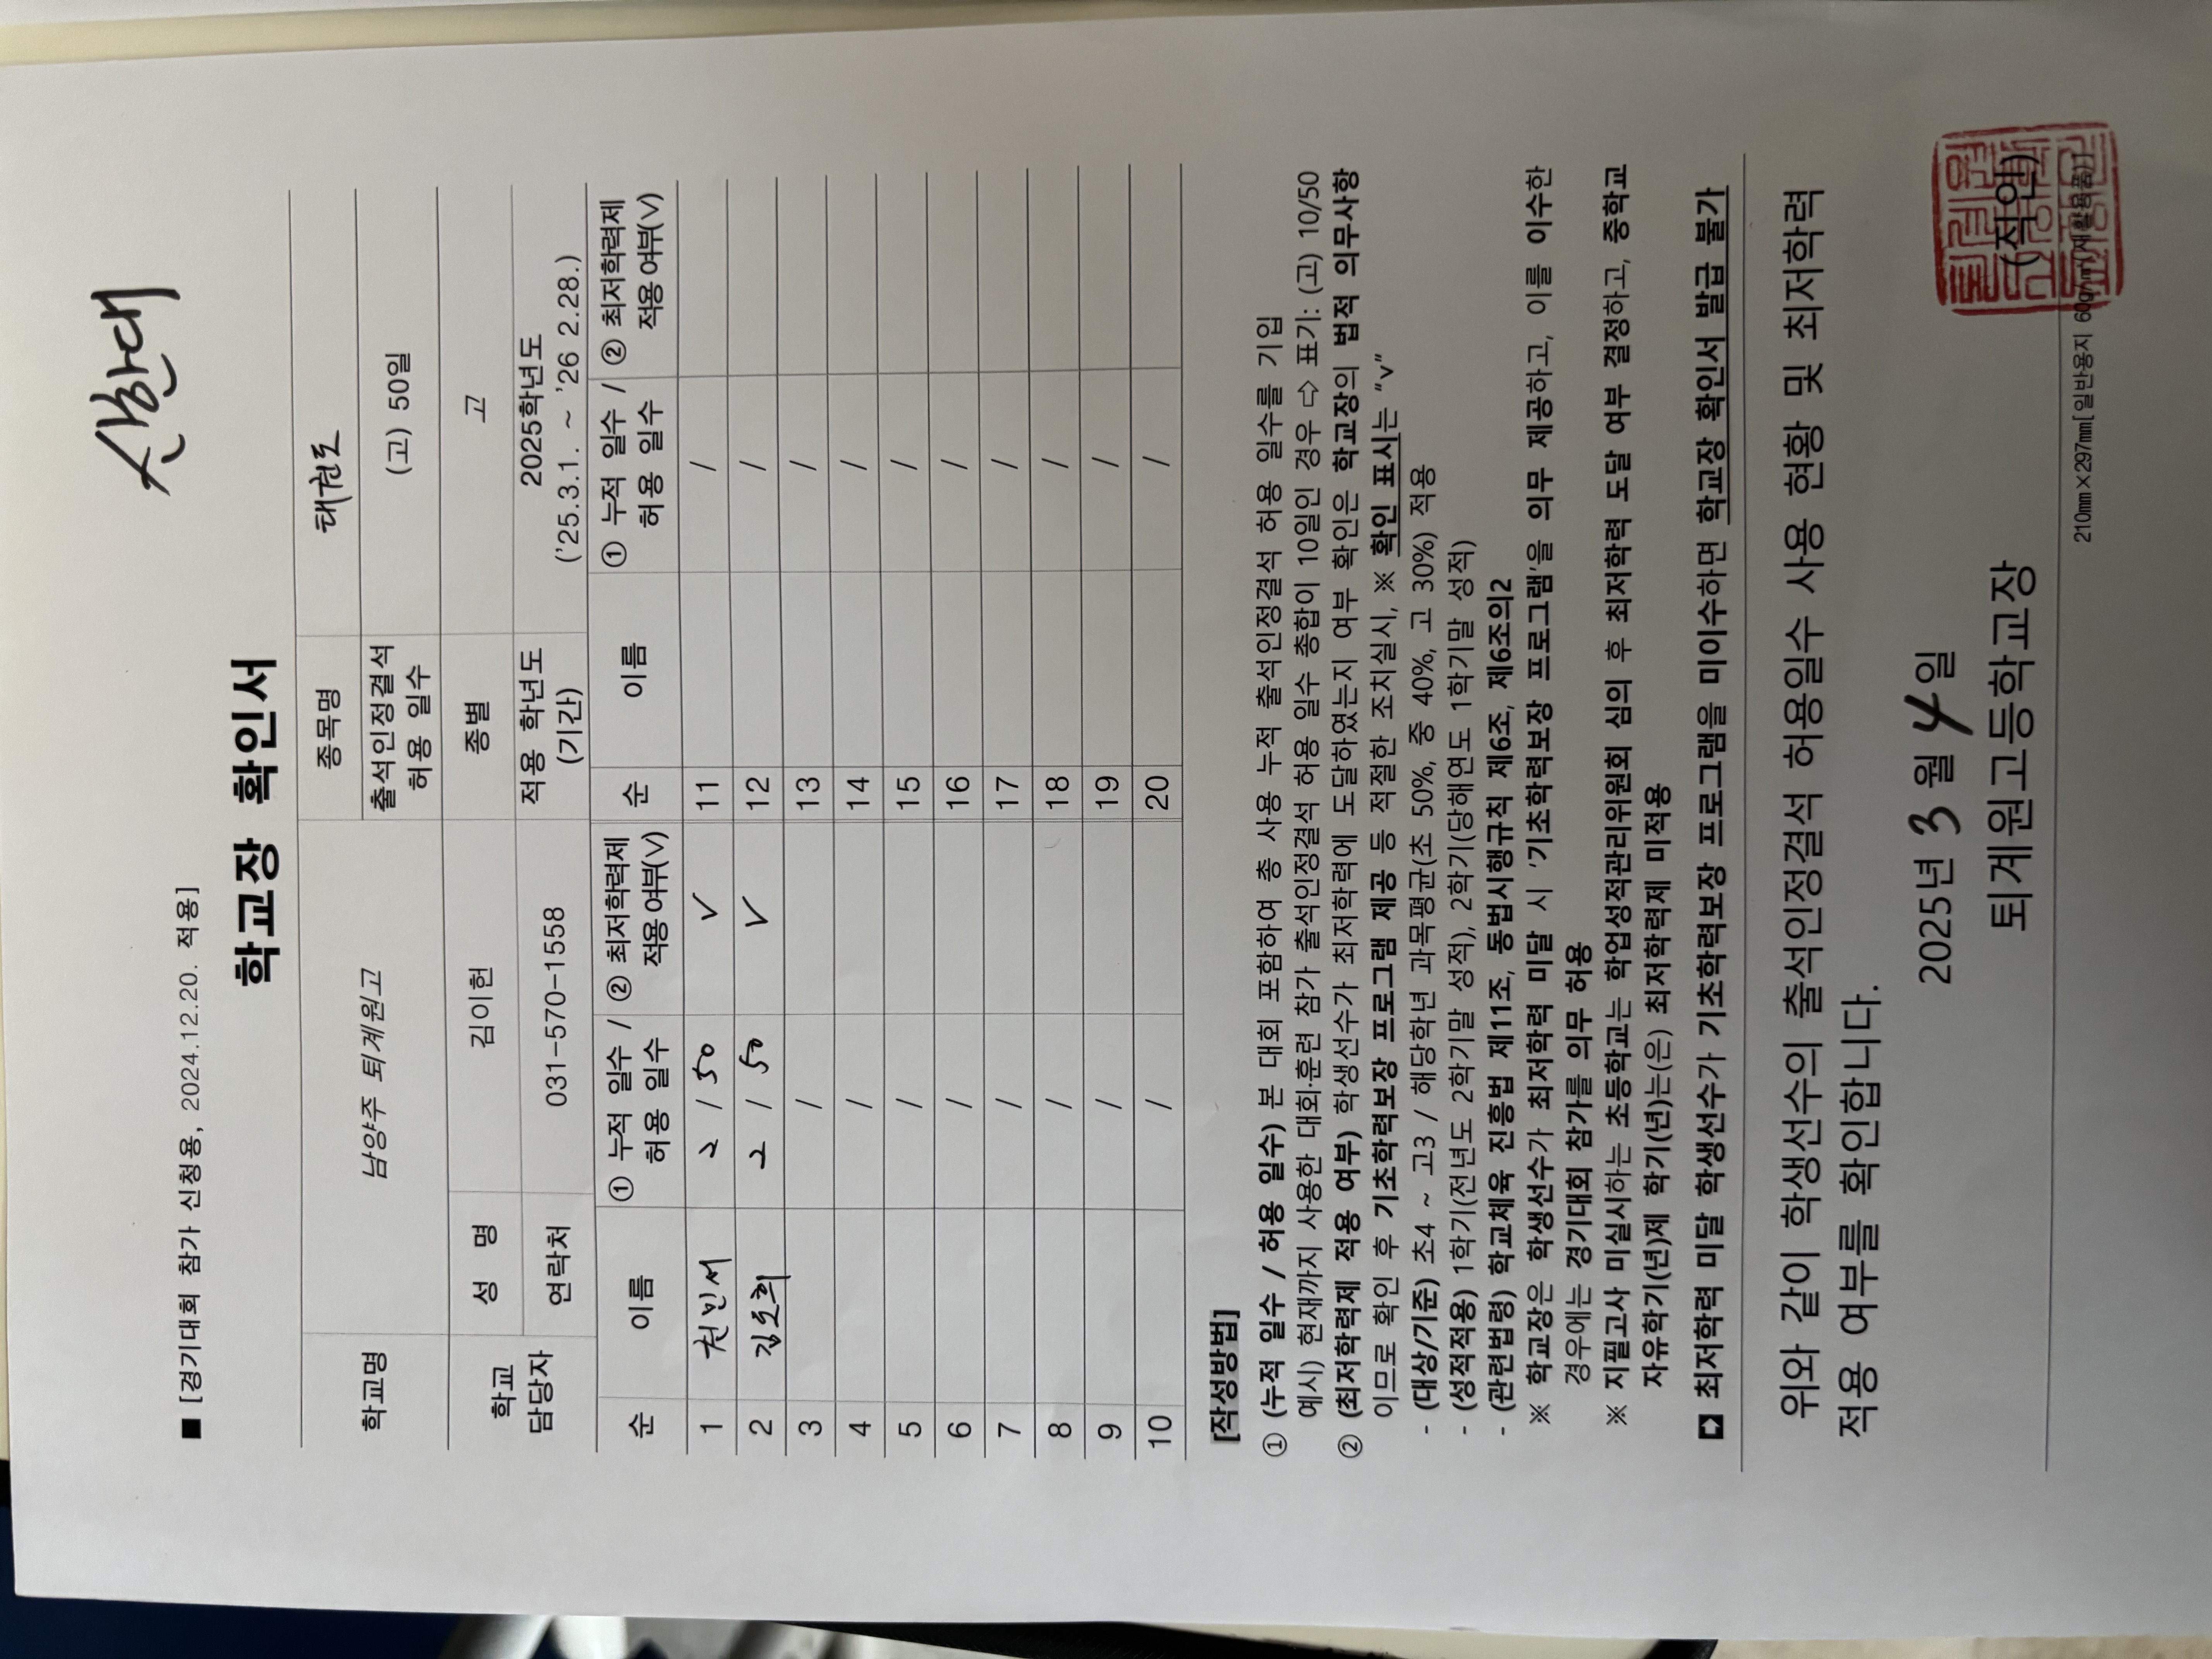 신한대
■ [경기대회 참가 신청용, 2024.12.20. 적용]
학교장 확인서
학교명 남양주 퇴계원고 종목명 태권도
출석인정결석 허용 일수 (고) 50일
학교 담당자 성 명 김이헌 종별 고
연락처 031-570-1558 적용 학년도 (기간) 2025학년도 ('25.3.1. ~ '26 2.28.)
순 이름 ① 누적 일수 / 허용 일수 ② 최저학력제 적용 여부(V) 순 이름 ① 누적 일수 / 허용 일수 ② 최저학력제 적용 여부(V)
1 천민서 2 / 50 V 11 /
2 김도희 2 / 50 V 12 /
3 / 13 /
4 / 14 /
5 / 15 /
6 / 16 /
7 / 17 /
8 / 18 /
9 / 19 /
10 / 20 /
[작성방법]
① (누적 일수 / 허용 일수) 본 대회 포함하여 총 사용 누적 출석인정결석 허용 일수를 기입
예시) 현재까지 사용한 대회·훈련 참가 출석인정결석 허용 일수 총합이 10일인 경우 ⇨ 표기: (고) 10/50
② (최저학력제 적용 여부) 학생선수가 최저학력에 도달하였는지 여부 확인은 학교장의 법적 의무사항
이므로 확인 후 기초학력보장 프로그램 제공 등 적절한 조치실시, ※ 확인 표시는 “v”
- (대상/기준) 초4 ~ 고3 / 해당학년 과목평균(초 50%, 중 40%, 고 30%) 적용
- (성적적용) 1학기(전년도 2학기말 성적), 2학기(당해연도 1학기말 성적)
- (관련법령) 학교체육 진흥법 제11조, 동법시행규칙 제6조, 제6조의2
※ 학교장은 학생선수가 최저학력 미달 시 '기초학력보장 프로그램'을 의무 제공하고, 이를 이수한
경우에는 경기대회 참가를 의무 허용
※ 지필고사 미실시하는 초등학교는 학업성적관리위원회 심의 후 최저학력 도달 여부 결정하고, 중학교
자유학기(년)제 학기(년)는(은) 최저학력제 미적용
최저학력 미달 학생선수가 기초학력보장 프로그램을 미이수하면 학교장 확인서 발급 불가
위와 같이 학생선수의 출석인정결석 허용일수 사용 현황 및 최저학력
적용 여부를 확인합니다.
2025년 3월 4일
퇴계원고등학교장 (직인)
210㎜×297㎜[일반용지 60g/㎡(재활용품)]